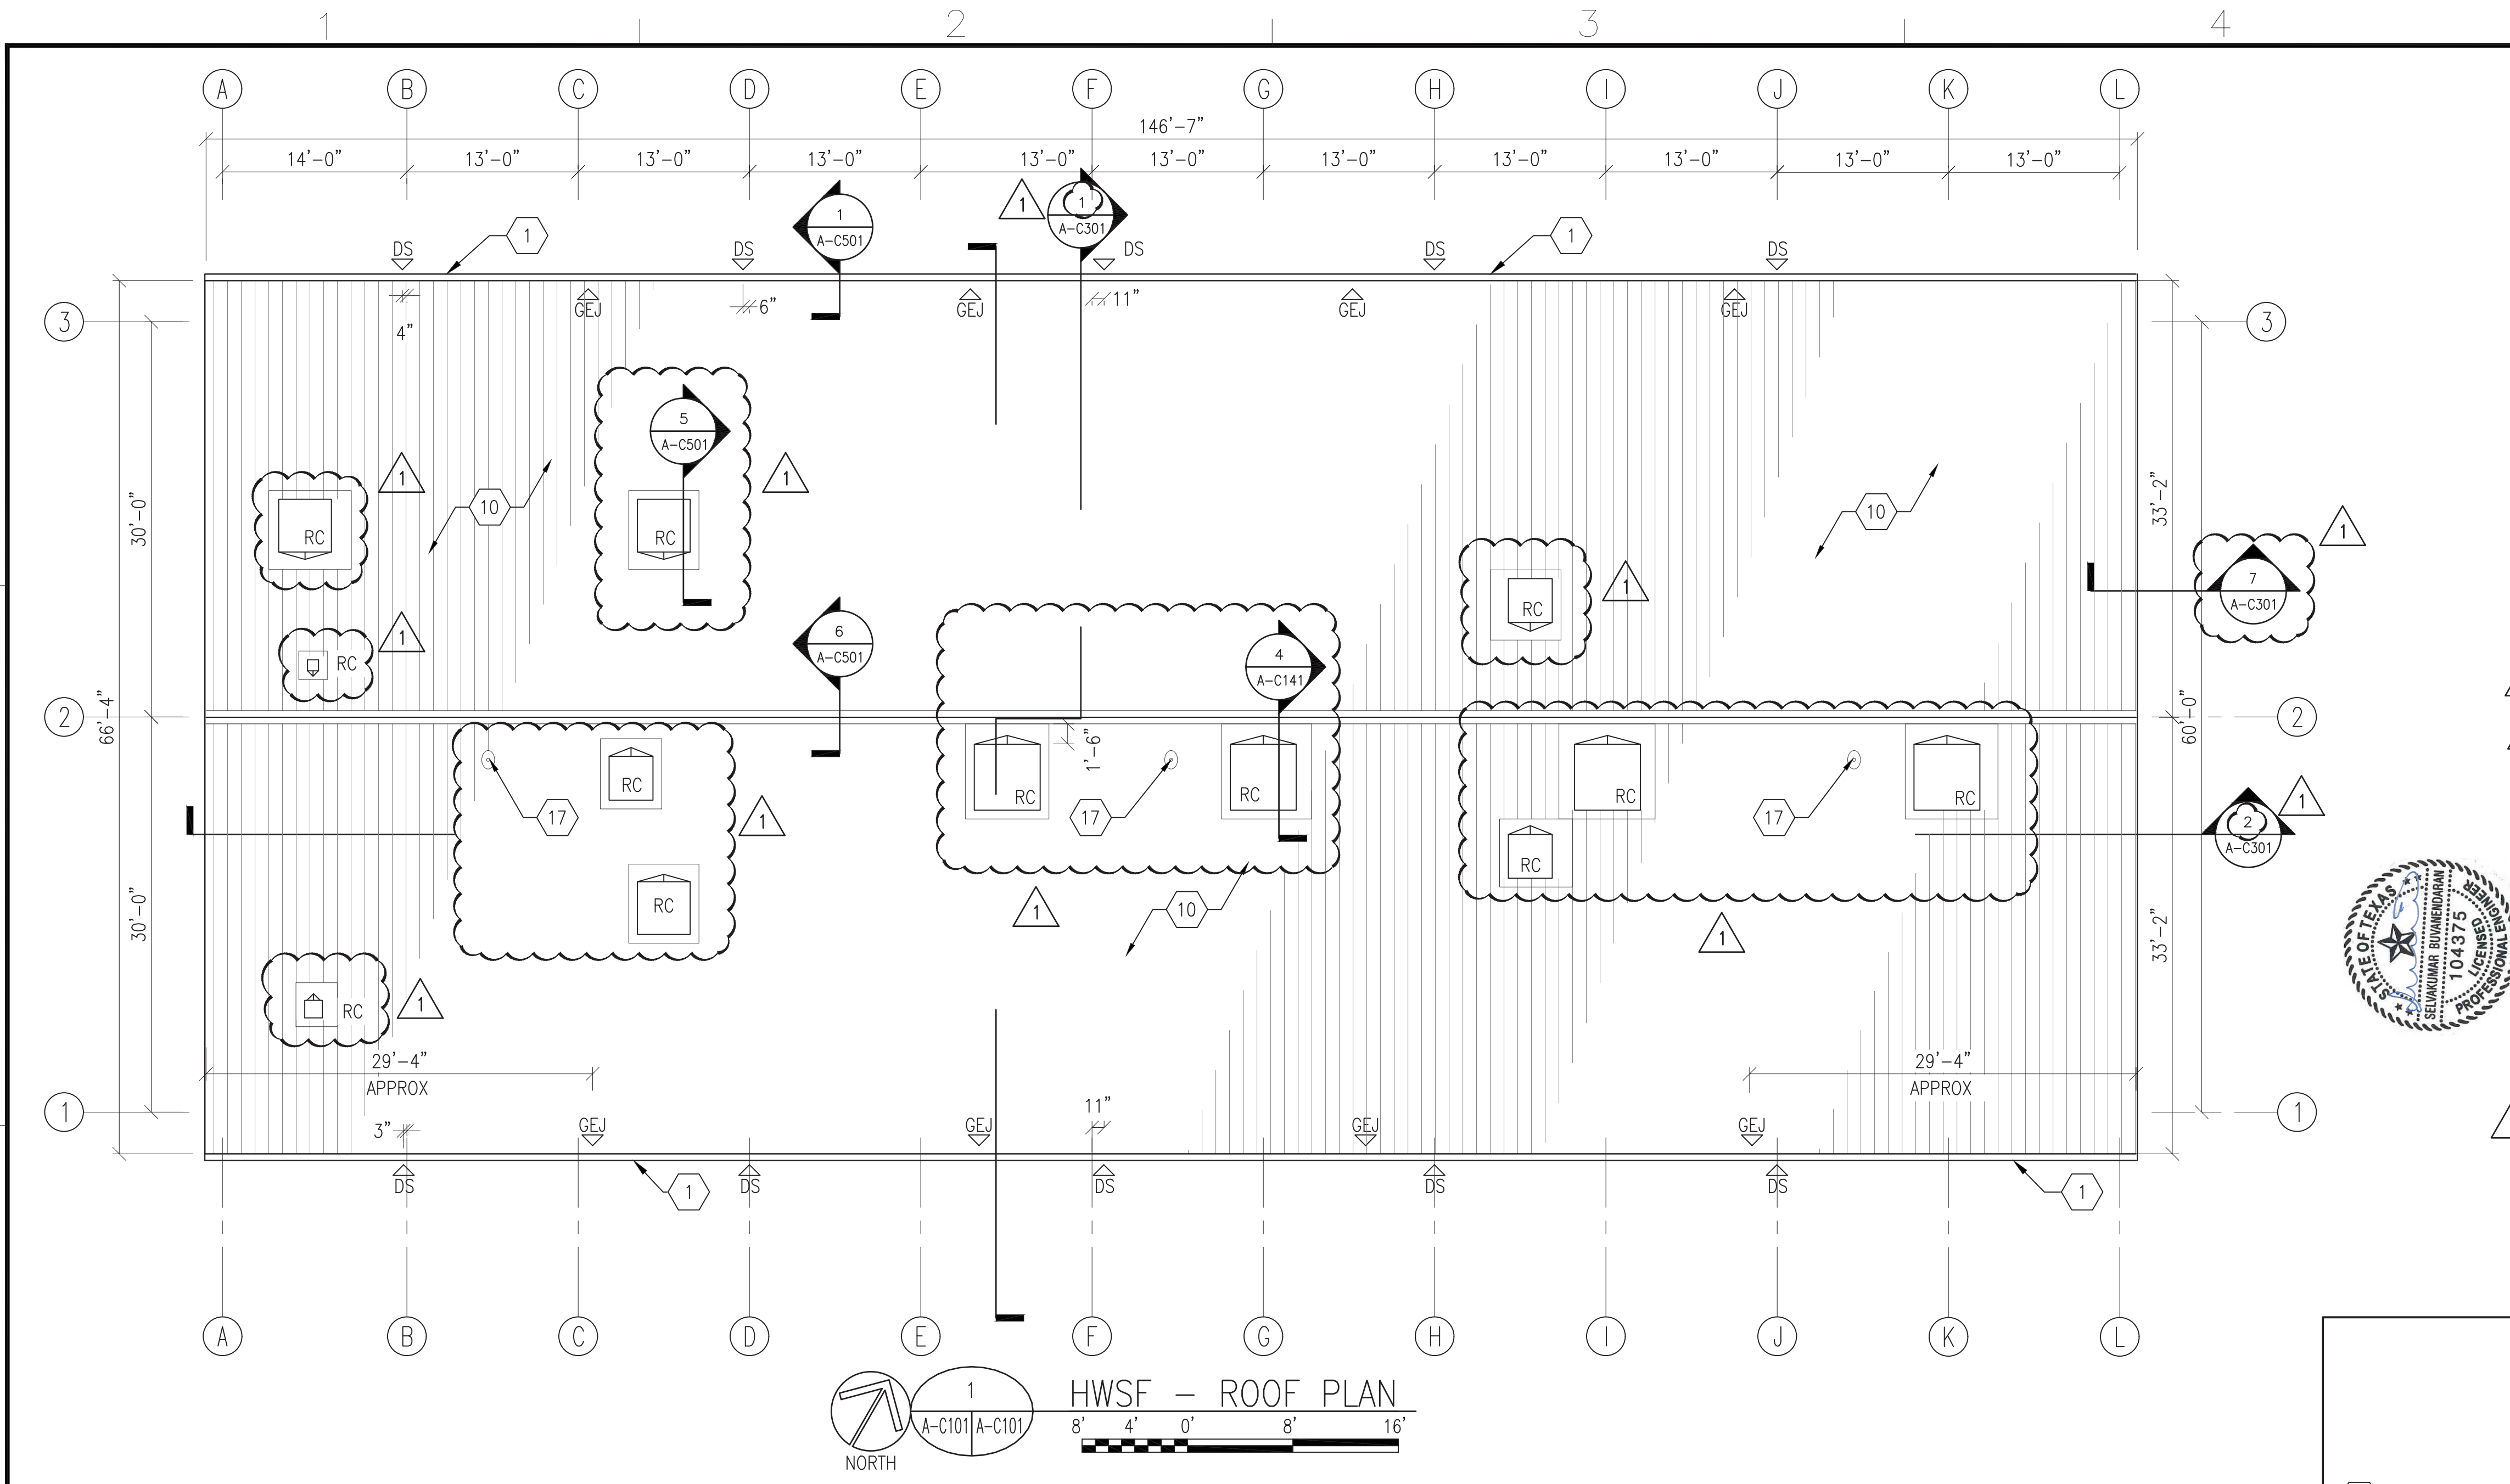 1 2 3 4
A B C D E F G H I J K L
146'-7"
14'-0" 13'-0" 13'-0" 13'-0" 13'-0" 13'-0" 13'-0" 13'-0" 13'-0" 13'-0" 13'-0"
1
A-C501
1
1
A-C301
1
1
DS DS DS DS DS
GEJ GEJ GEJ GEJ
4" 6" 11"
3 3
5
A-C501
1
1
10
10
RC
RC
30'-0"
33'-2"
1
7
A-C301
RC
1
1
RC
6
A-C501
4
A-C141
2 2
66'-4"
60'-0"
1'-6"
RC
RC
RC
RC
RC
17
17
17
1
2
A-C301
1
RC
RC
1
10
1
30'-0"
33'-2"
STATE OF TEXAS
SELVAKUMAR BUVANENDARAN
104375
LICENSED
PROFESSIONAL ENGINEER
RC
1
29'-4"
APPROX
29'-4"
APPROX
1 1
3"
11"
GEJ GEJ GEJ GEJ
DS DS DS DS DS
1
1
A B C D E F G H I J K L
1
A-C101 A-C101
NORTH
HWSF - ROOF PLAN
8' 4' 0' 8' 16'